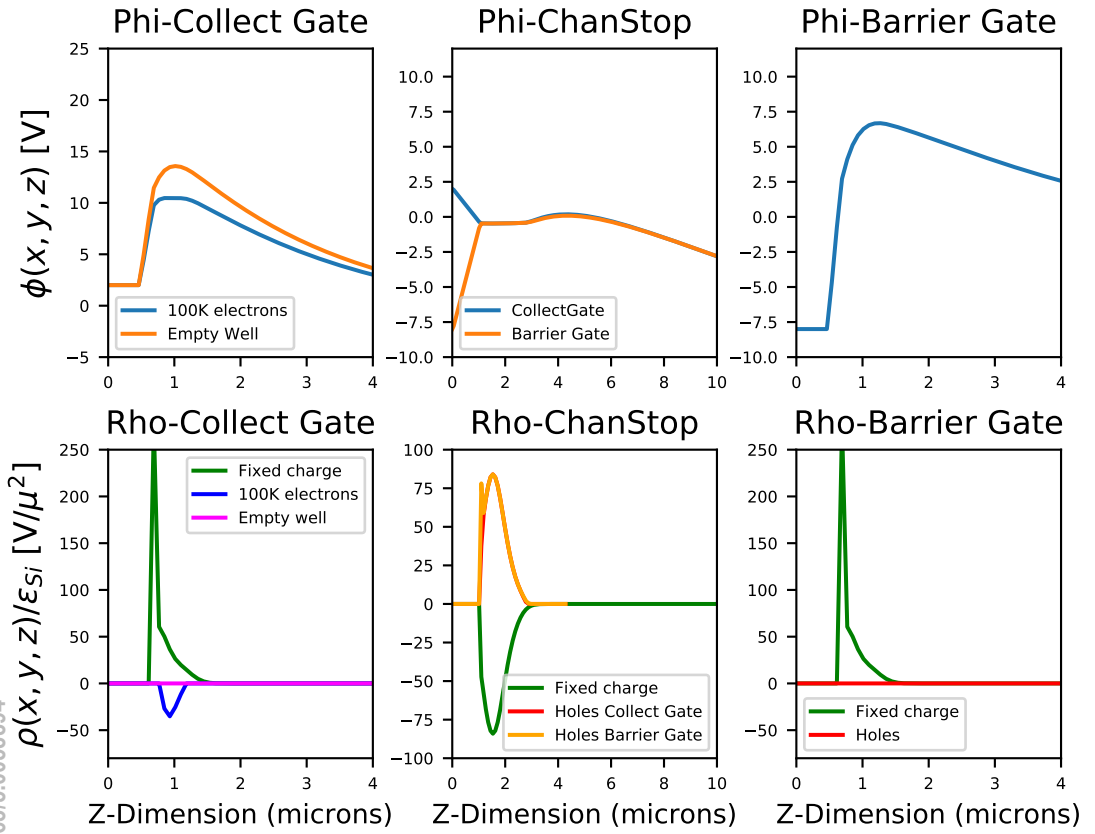 Phi-Collect Gate
Phi-ChanStop
Phi-Barrier Gate
ϕ(x, y, z) [V]
25
20
15
10
5
0
−5
100K electrons
Empty Well
0 1 2 3 4
10.0
7.5
5.0
2.5
0.0
−2.5
−5.0
−7.5
−10.0
CollectGate
Barrier Gate
0 2 4 6 8 10
10.0
7.5
5.0
2.5
0.0
−2.5
−5.0
−7.5
−10.0
0 1 2 3 4
Rho-Collect Gate
Rho-ChanStop
Rho-Barrier Gate
ρ(x, y, z)/ε_Si [V/μ²]
250
200
150
100
50
0
−50
Fixed charge
100K electrons
Empty well
0 1 2 3 4
Z-Dimension (microns)
100
75
50
25
0
−25
−50
−75
−100
Fixed charge
Holes Collect Gate
Holes Barrier Gate
0 2 4 6 8 10
Z-Dimension (microns)
250
200
150
100
50
0
−50
Fixed charge
Holes
0 1 2 3 4
Z-Dimension (microns)